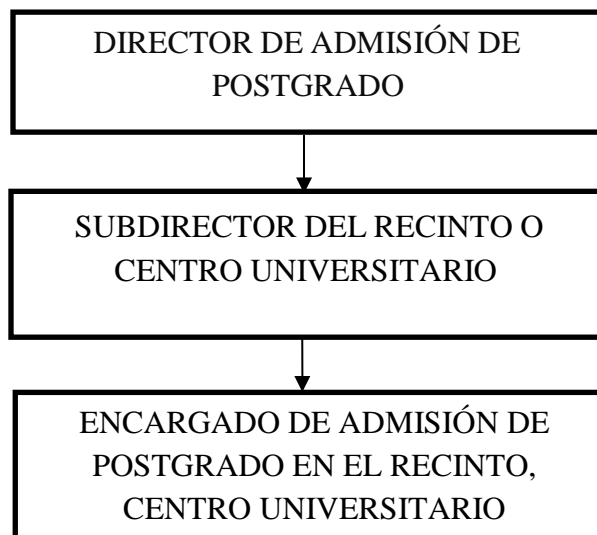 DIRECTOR DE ADMISIÓN DE
POSTGRADO
SUBDIRECTOR DEL RECINTO O
CENTRO UNIVERSITARIO
ENCARGADO DE ADMISIÓN DE
POSTGRADO EN EL RECINTO,
CENTRO UNIVERSITARIO